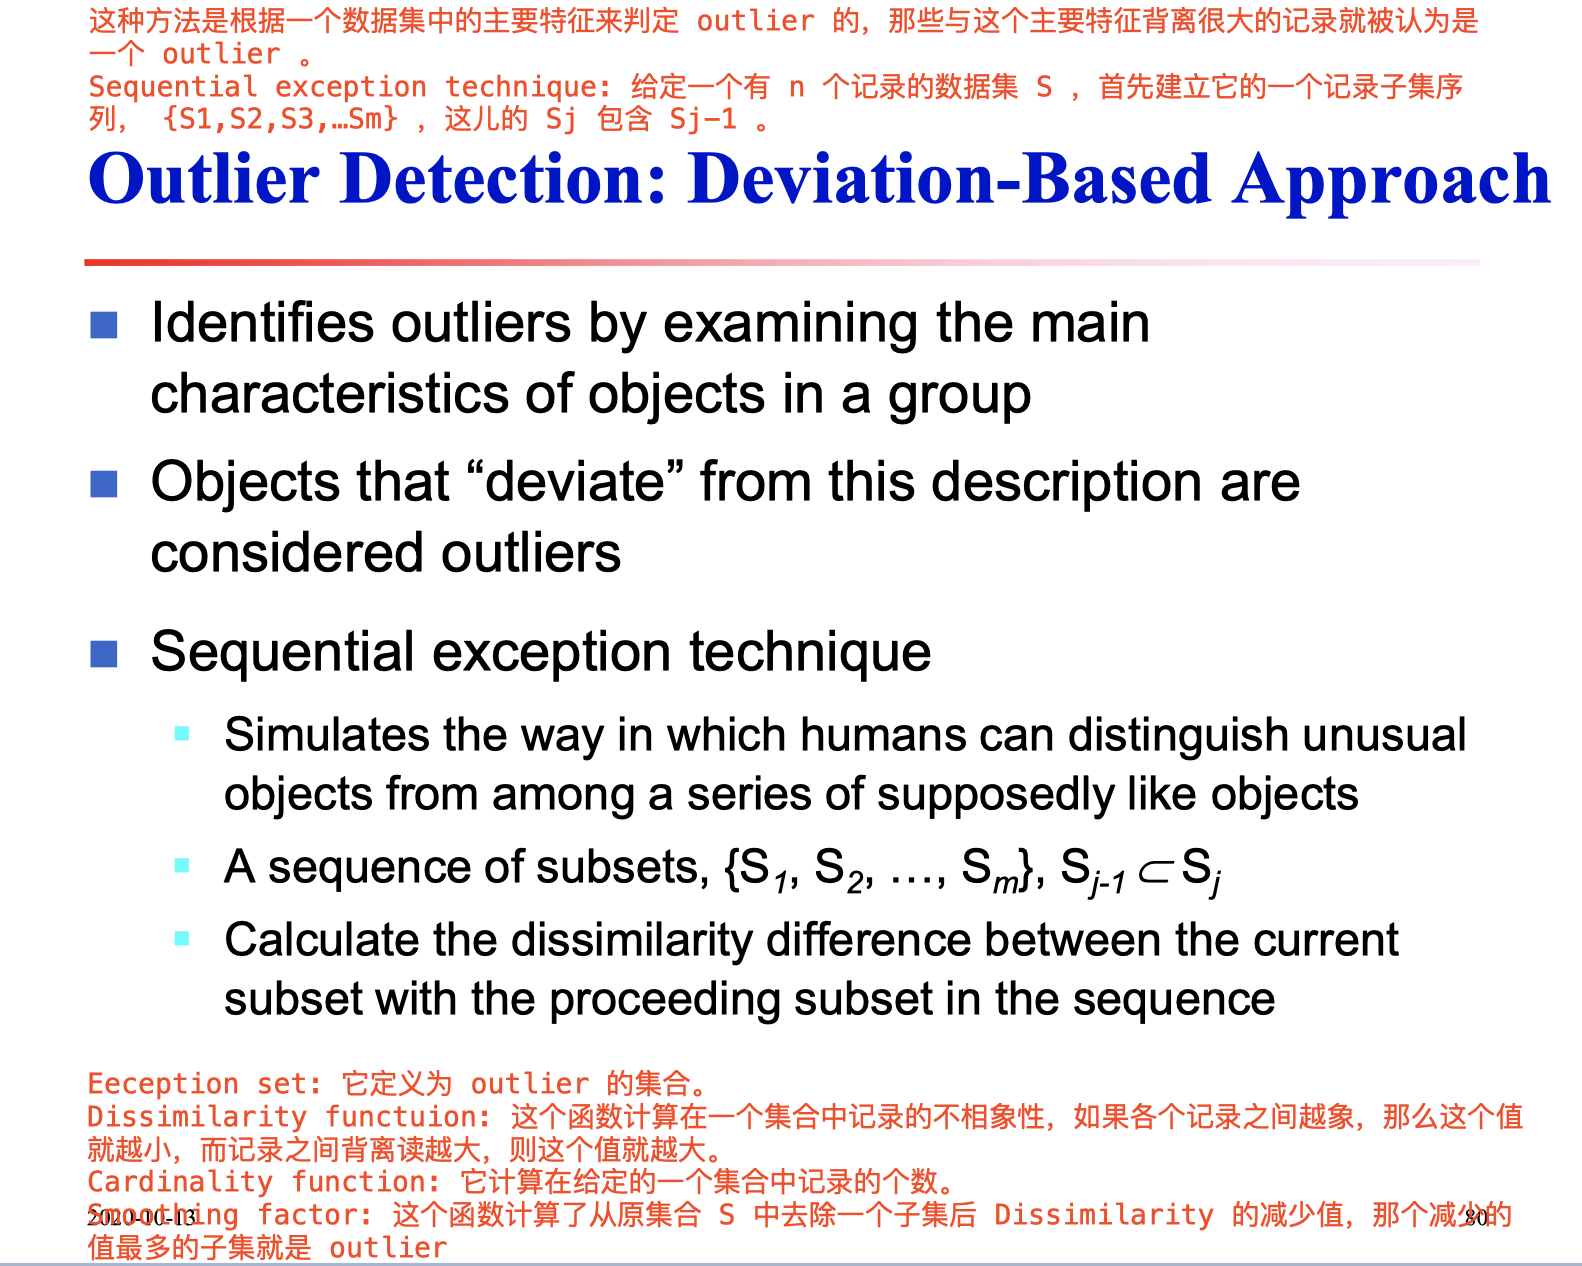 这种方法是根据一个数据集中的主要特征来判定 outlier 的，那些与这个主要特征背离很大的记录就被认为是
一个 outlier 。
Sequential exception technique: 给定一个有 n 个记录的数据集 S ，首先建立它的一个记录子集序
列， {S1,S2,S3,…Sm} ，这儿的 Sj 包含 Sj-1 。
Outlier Detection: Deviation-Based Approach
Identifies outliers by examining the main
characteristics of objects in a group
Objects that “deviate” from this description are
considered outliers
Sequential exception technique
Simulates the way in which humans can distinguish unusual
objects from among a series of supposedly like objects
A sequence of subsets, {S1, S2, …, Sm}, Sj-1 ⊂ Sj
Calculate the dissimilarity difference between the current
subset with the proceeding subset in the sequence
Eeception set: 它定义为 outlier 的集合。
Dissimilarity functuion: 这个函数计算在一个集合中记录的不相象性，如果各个记录之间越象，那么这个值
就越小，而记录之间背离读越大，则这个值就越大。
Cardinality function: 它计算在给定的一个集合中记录的个数。
Smoothing factor: 这个函数计算了从原集合 S 中去除一个子集后 Dissimilarity 的减少值，那个减少的
值最多的子集就是 outlier
2020-10-13
80